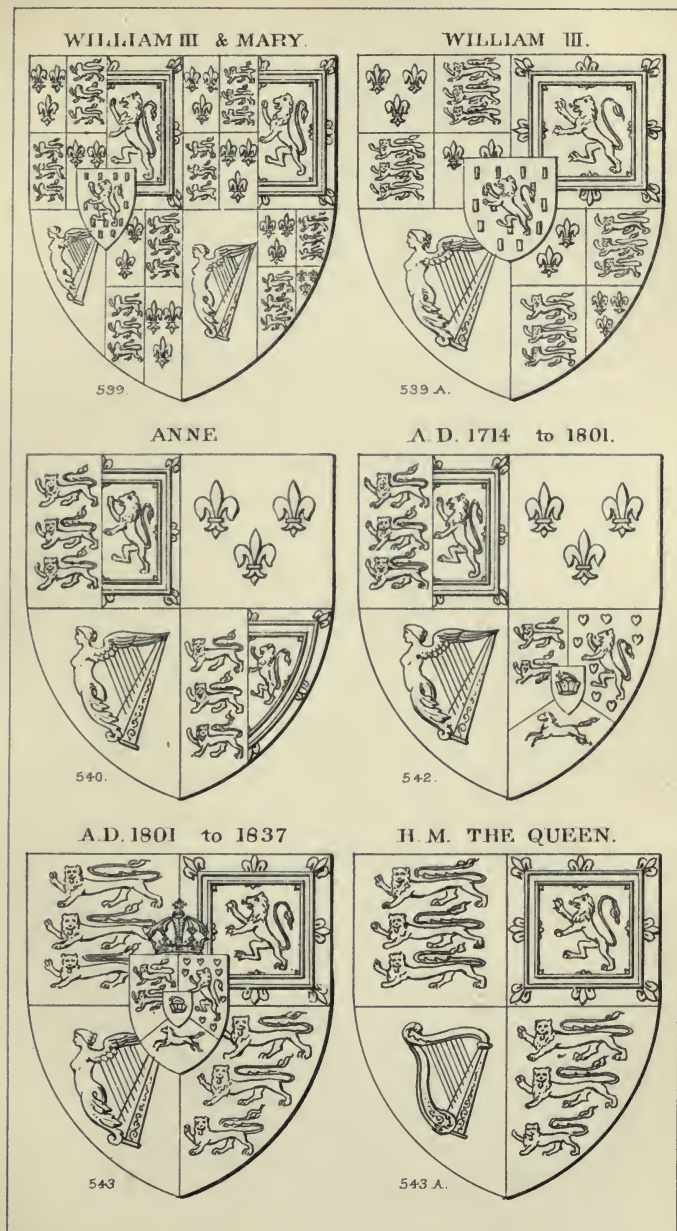 WILLIAM III & MARY.
WILLIAM III.
539.
539 A.
ANNE
A.D. 1714 to 1801.
540.
542.
A.D. 1801 to 1837
H.M. THE QUEEN.
543
543 A.